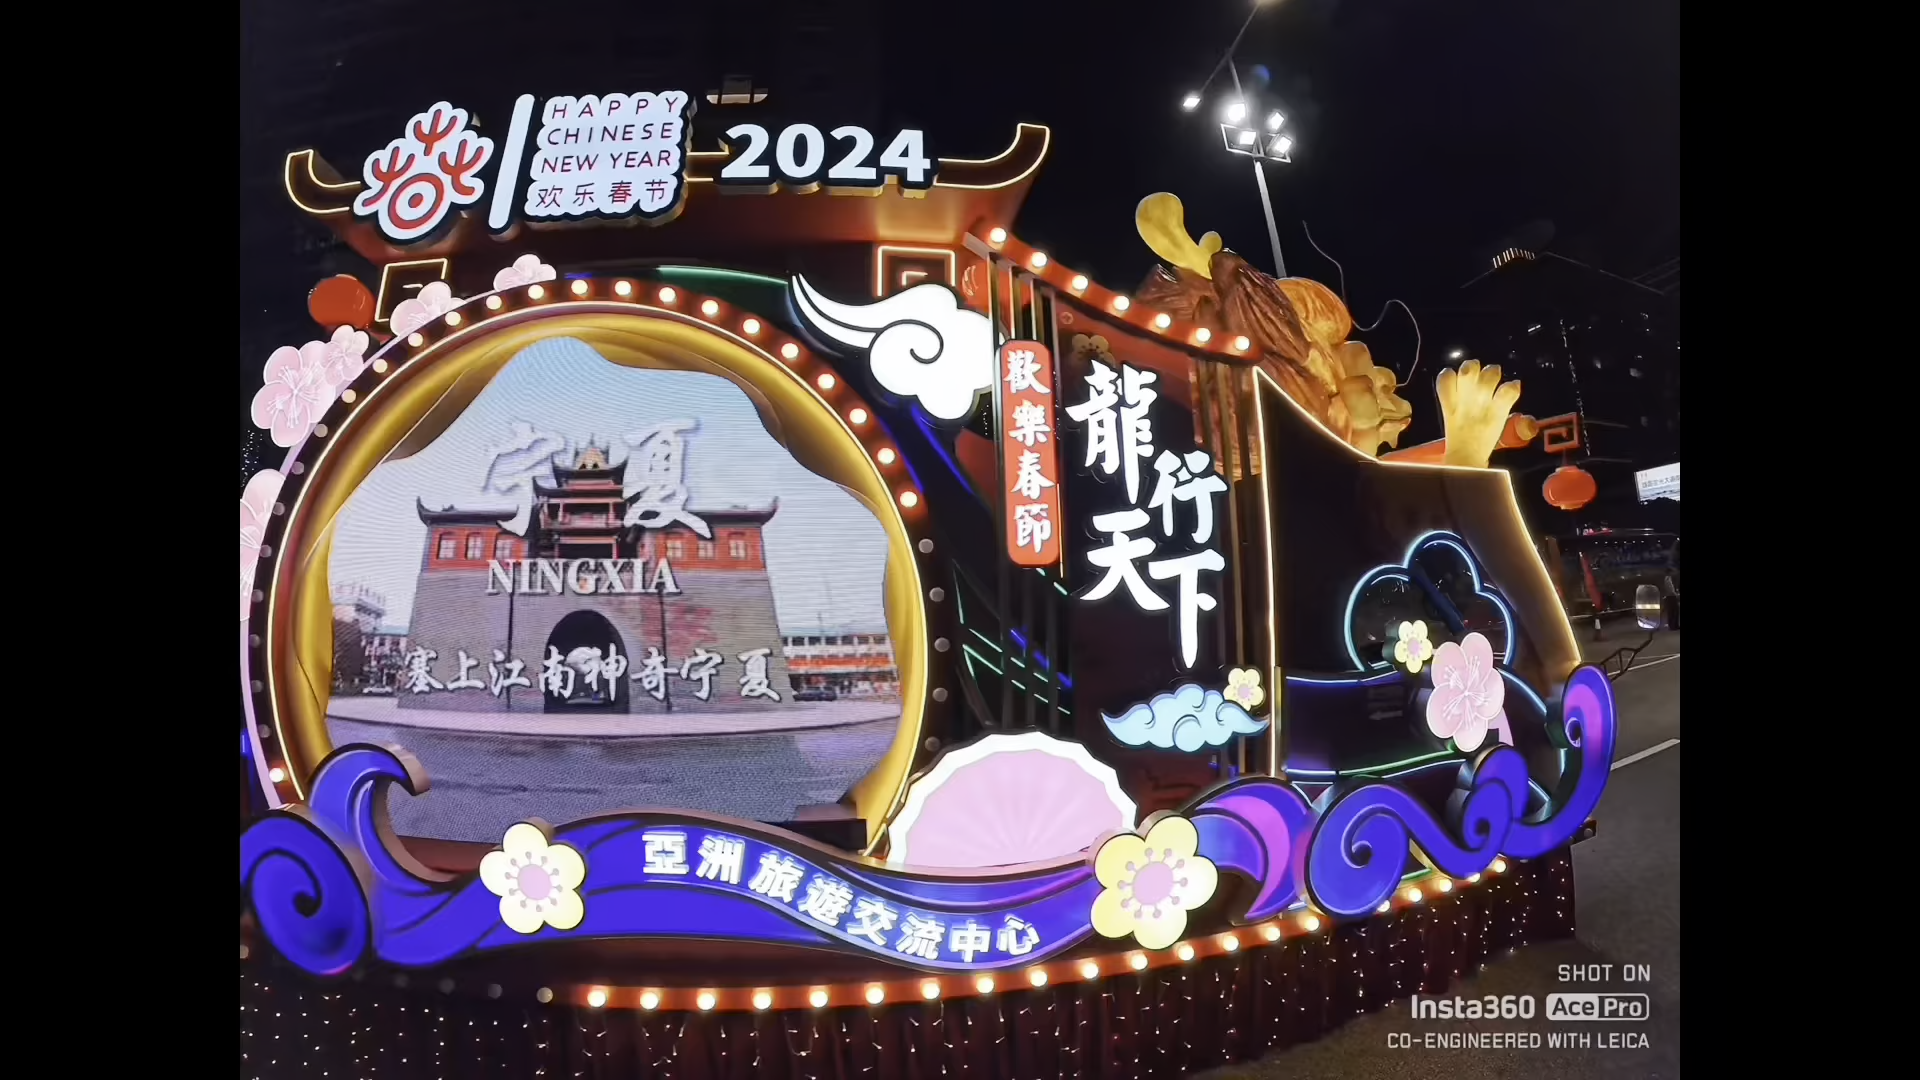 春
HAPPY
CHINESE
NEW YEAR
欢乐春节
2024
宁夏
NINGXIA
塞上江南神奇宁夏
歡樂春節
龍行天下
亞洲旅遊交流中心
SHOT ON
Insta360 Ace Pro
CO-ENGINEERED WITH LEICA